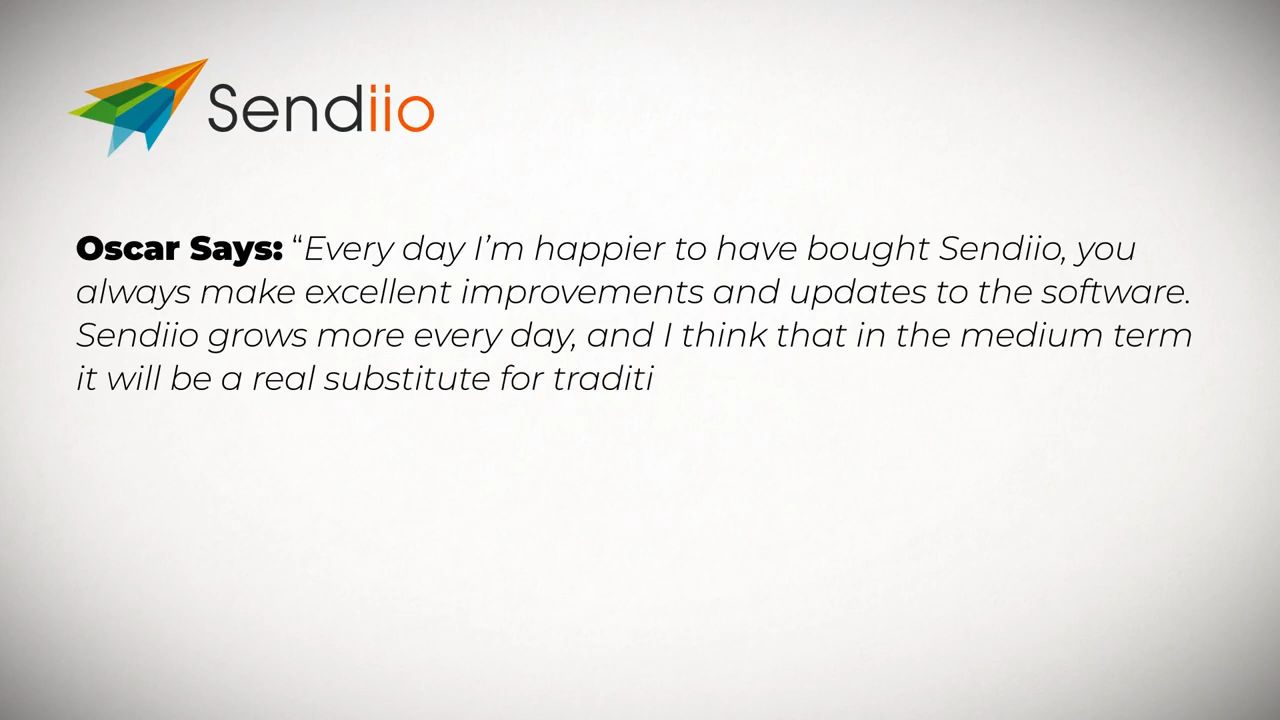 Sendiio
Oscar Says: “Every day I’m happier to have bought Sendiio, you
always make excellent improvements and updates to the software.
Sendiio grows more every day, and I think that in the medium term
it will be a real substitute for traditi